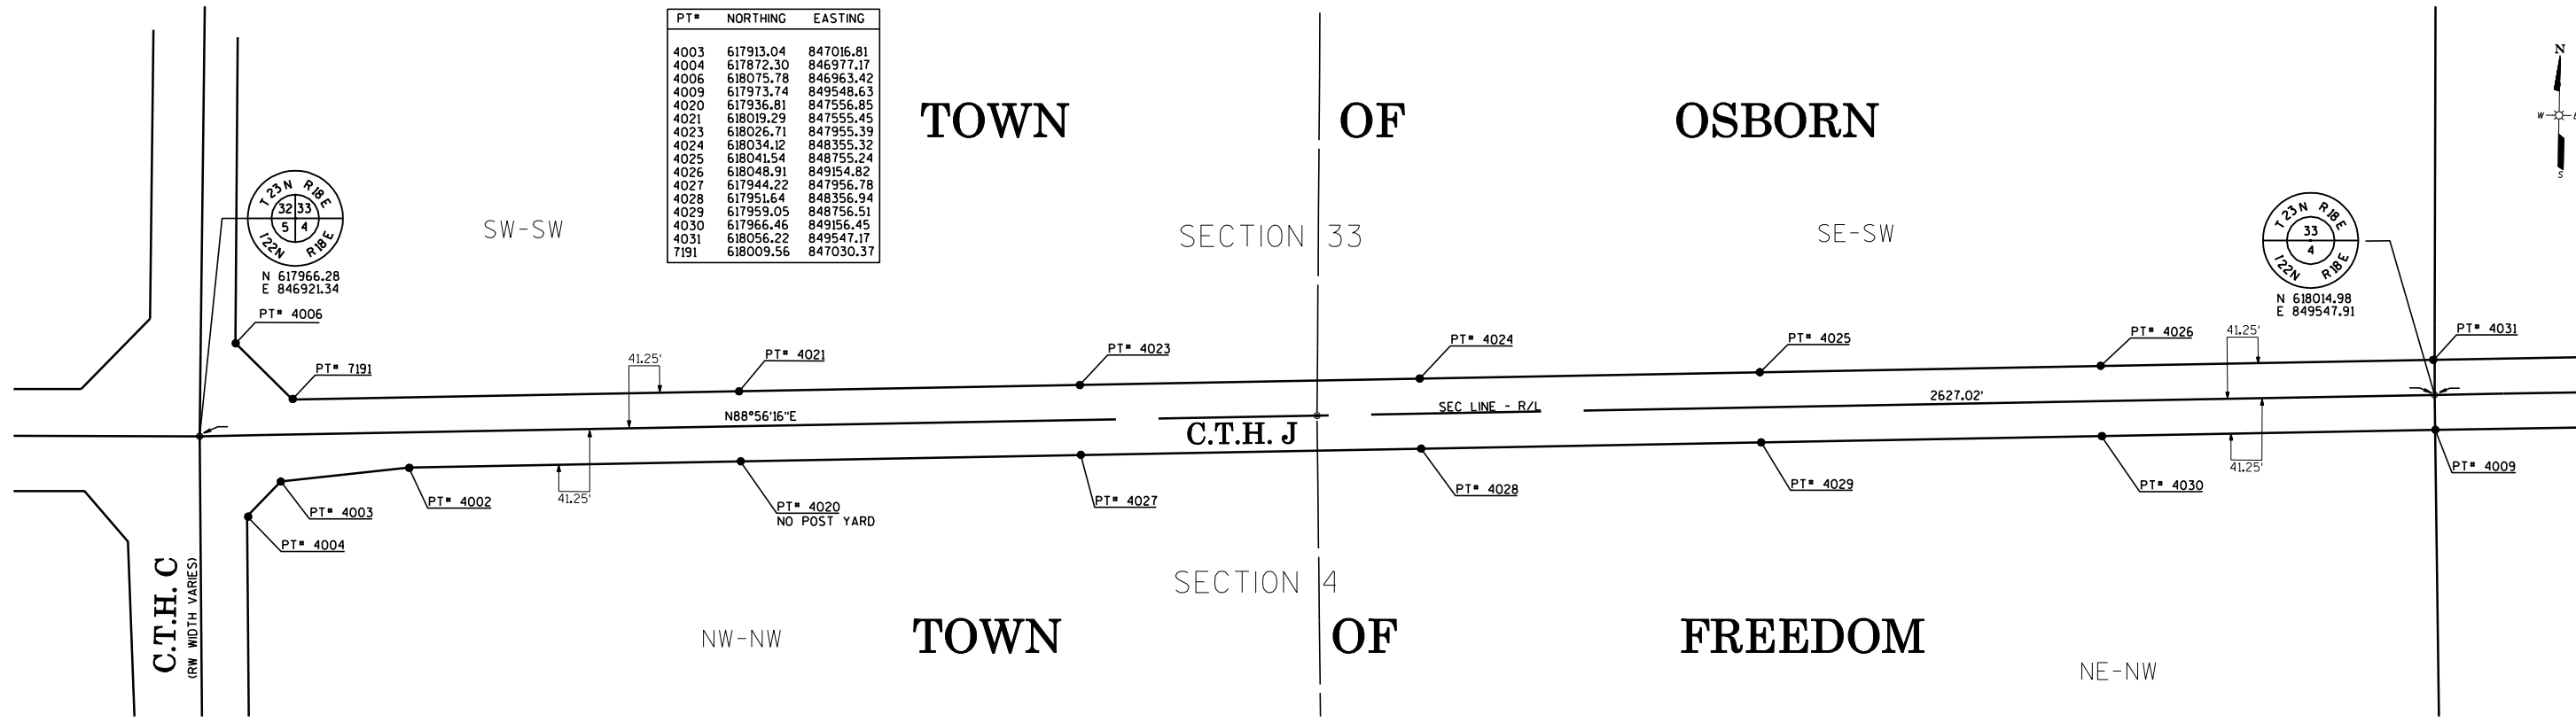 PT# NORTHING EASTING
4003 617913.04 847016.81
4004 617872.30 846977.17
4006 618075.78 846963.42
4009 617973.74 849548.63
4020 617936.81 847556.85
4021 618019.29 847555.45
4023 618026.71 847955.39
4024 618034.12 848355.32
4025 618041.54 848755.24
4026 618048.91 849154.82
4027 617944.22 847956.78
4028 617951.64 848356.94
4029 617959.05 848756.51
4030 617966.46 849156.45
4031 618056.22 849547.17
7191 618009.56 847030.37
N
W
E
S
TOWN OF OSBORN
T 23N R18E
32 33
5 4
T22N R18E
N 617966.28
E 846921.34
SW-SW
SECTION 33
SE-SW
T 23N R18E
33
4
T22N R18E
N 618014.98
E 849547.91
PT# 4006
PT# 7191
41.25'
PT# 4021
PT# 4023
PT# 4024
PT# 4025
PT# 4026
41.25'
PT# 4031
N88°56'16"E
C.T.H. J
SEC LINE - R/L
2627.02'
PT# 4003
PT# 4004
PT# 4002
41.25'
PT# 4020
NO POST YARD
PT# 4027
PT# 4028
PT# 4029
PT# 4030
41.25'
PT# 4009
C.T.H. C
(RW WIDTH VARIES)
SECTION 4
NW-NW
TOWN OF FREEDOM
NE-NW